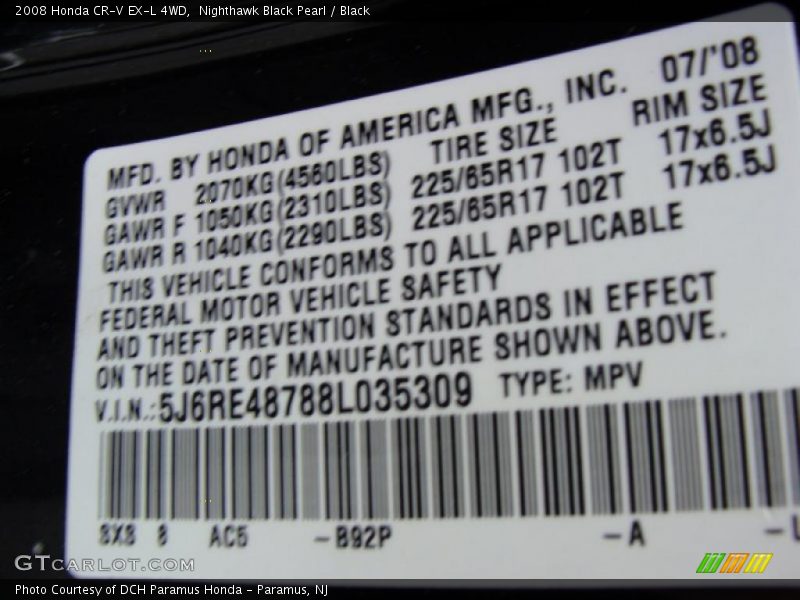 2008 Honda CR-V EX-L 4WD,  Nighthawk Black Pearl / Black
MFD. BY HONDA OF AMERICA MFG., INC. 07/'08
GVWR 2070KG(4560LBS) TIRE SIZE RIM SIZE
GAWR F 1050KG(2310LBS) 225/65R17 102T 17x6.5J
GAWR R 1040KG(2290LBS) 225/65R17 102T 17x6.5J
THIS VEHICLE CONFORMS TO ALL APPLICABLE
FEDERAL MOTOR VEHICLE SAFETY
AND THEFT PREVENTION STANDARDS IN EFFECT
ON THE DATE OF MANUFACTURE SHOWN ABOVE.
V.I.N.:5J6RE48788L035309 TYPE: MPV
AC5 -B92P -A
GTcarlot.com
Photo Courtesy of DCH Paramus Honda - Paramus, NJ